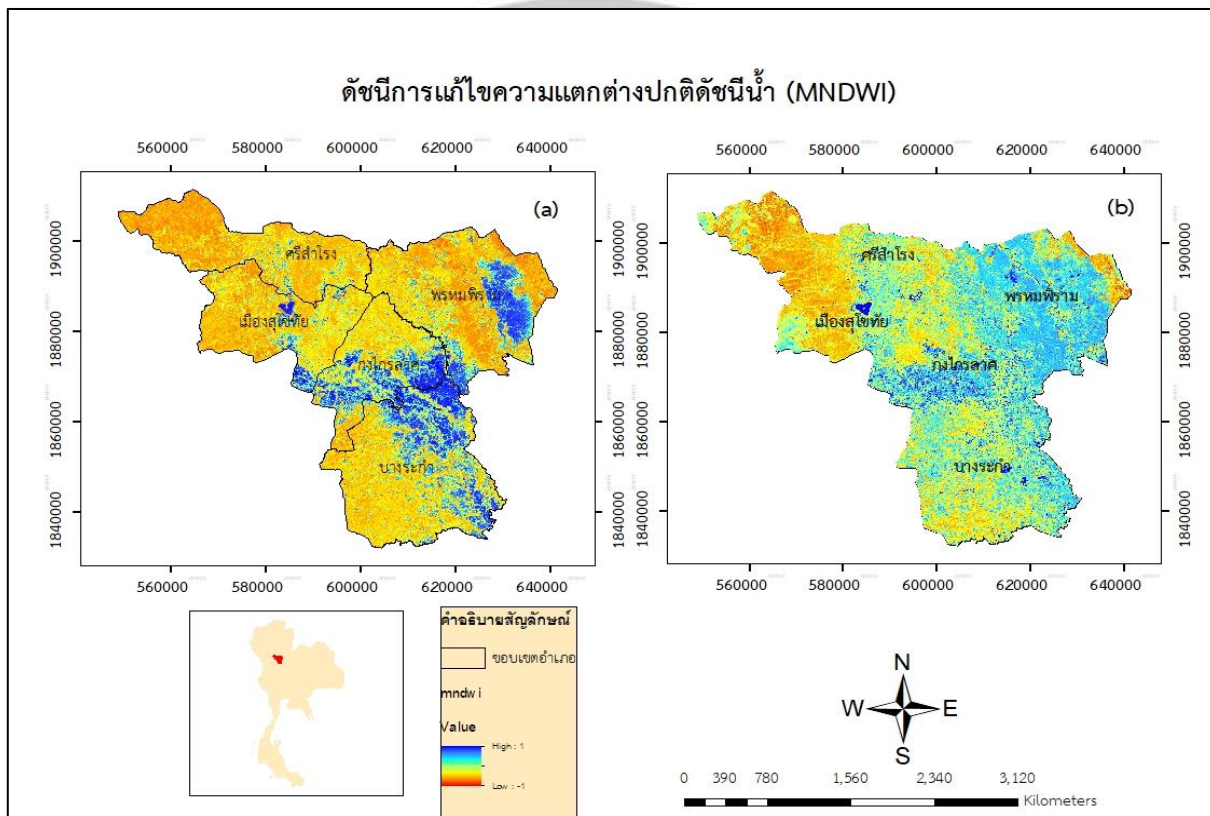 ดัชนีการแก้ไขความแตกต่างปกติดัชนีน้ำ (MNDWI)
560000 580000 600000 620000 640000
(a)
1900000 1880000 1860000 1840000
ศรีสำโรง
พรหมพิราม
เมืองสุโขทัย
กงไกรลาศ
บางระกำ
1900000 1880000 1860000 1840000
560000 580000 600000 620000 640000
560000 580000 600000 620000 640000
(b)
1900000 1880000 1860000 1840000
ศรีสำโรง
พรหมพิราม
เมืองสุโขทัย
กงไกรลาศ
บางระกำ
1900000 1880000 1860000 1840000
560000 580000 600000 620000 640000
คำอธิบายสัญลักษณ์
ขอบเขตอำเภอ
mndwi
Value
High : 1
Low : -1
N
W E
S
0 390 780 1,560 2,340 3,120
Kilometers